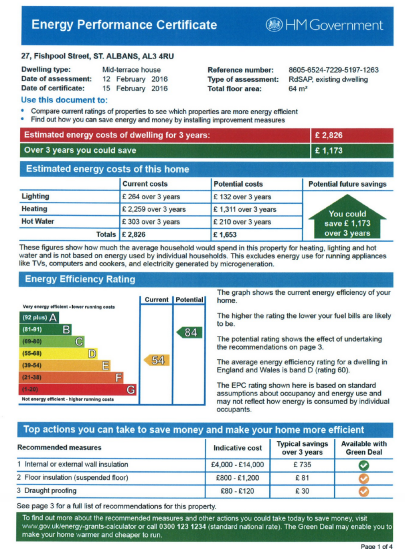 Energy Performance Certificate
HM Government
27, Fishpool Street, ST. ALBANS, AL3 4RU
Dwelling type: Mid-terrace house
Date of assessment: 12 February 2016
Date of certificate: 15 February 2016
Reference number: 8605-6524-7229-5197-1263
Type of assessment: RdSAP, existing dwelling
Total floor area: 64 m²
Use this document to:
• Compare current ratings of properties to see which properties are more energy efficient
• Find out how you can save energy and money by installing improvement measures
Estimated energy costs of dwelling for 3 years: £ 2,826
Over 3 years you could save £ 1,173
Estimated energy costs of this home
Current costs Potential costs Potential future savings
Lighting £ 264 over 3 years £ 132 over 3 years
Heating £ 2,259 over 3 years £ 1,311 over 3 years
Hot Water £ 303 over 3 years £ 210 over 3 years
Totals £ 2,826 £ 1,653
You could
save £ 1,173
over 3 years
These figures show how much the average household would spend in this property for heating, lighting and hot
water and is not based on energy used by individual households. This excludes energy use for running appliances
like TVs, computers and cookers, and electricity generated by microgeneration.
Energy Efficiency Rating
Current Potential
Very energy efficient - lower running costs
(92 plus) A
(81-91) B
(69-80) C
(55-68) D
(39-54) E
(21-38) F
(1-20) G
Not energy efficient - higher running costs
54
84
The graph shows the current energy efficiency of your
home.
The higher the rating the lower your fuel bills are likely
to be.
The potential rating shows the effect of undertaking
the recommendations on page 3.
The average energy efficiency rating for a dwelling in
England and Wales is band D (rating 60).
The EPC rating shown here is based on standard
assumptions about occupancy and energy use and
may not reflect how energy is consumed by individual
occupants.
Top actions you can take to save money and make your home more efficient
Recommended measures Indicative cost Typical savings
over 3 years Available with
Green Deal
1 Internal or external wall insulation £4,000 - £14,000 £ 735
2 Floor insulation (suspended floor) £800 - £1,200 £ 81
3 Draught proofing £80 - £120 £ 30
See page 3 for a full list of recommendations for this property.
To find out more about the recommended measures and other actions you could take today to save money, visit
www.gov.uk/energy-grants-calculator or call 0300 123 1234 (standard national rate). The Green Deal may enable you to
make your home warmer and cheaper to run.
Page 1 of 4